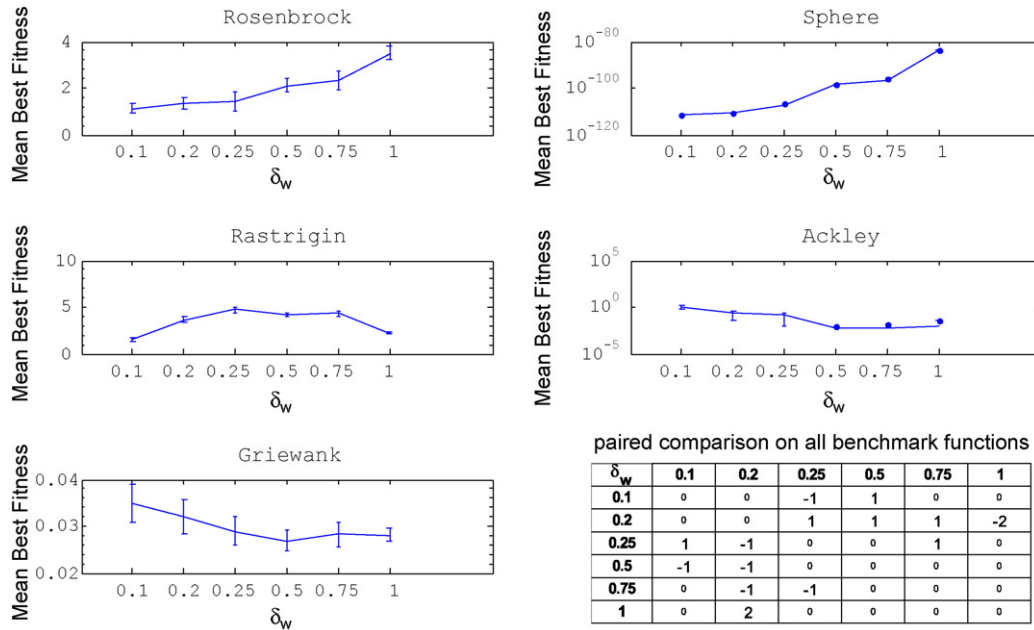 Rosenbrock
Mean Best Fitness
4
2
0
0.1 0.2 0.25 0.5 0.75 1
δw
Sphere
Mean Best Fitness
10^-80
10^-100
10^-120
0.1 0.2 0.25 0.5 0.75 1
δw
Rastrigin
Mean Best Fitness
10
5
0
0.1 0.2 0.25 0.5 0.75 1
δw
Ackley
Mean Best Fitness
10^5
10^0
10^-5
0.1 0.2 0.25 0.5 0.75 1
δw
Griewank
Mean Best Fitness
0.04
0.03
0.02
0.1 0.2 0.25 0.5 0.75 1
δw
paired comparison on all benchmark functions
δw 0.1 0.2 0.25 0.5 0.75 1
0.1 0 0 -1 1 0 0
0.2 0 0 1 1 1 -2
0.25 1 -1 0 0 1 0
0.5 -1 -1 0 0 0 0
0.75 0 -1 -1 0 0 0
1 0 2 0 0 0 0